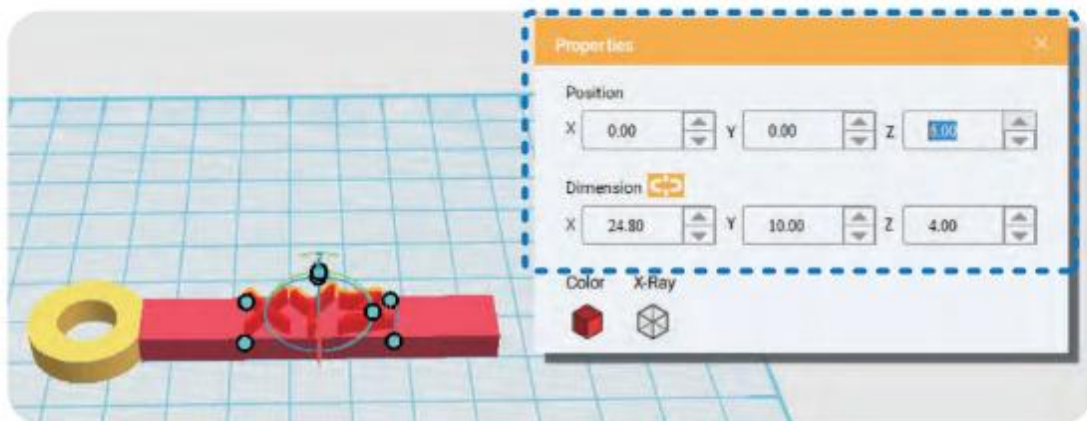 Properties
Position
X 0.00 Y 0.00 Z
Dimension
X 24.80 Y 10.00 Z 4.00
Color X-Ray